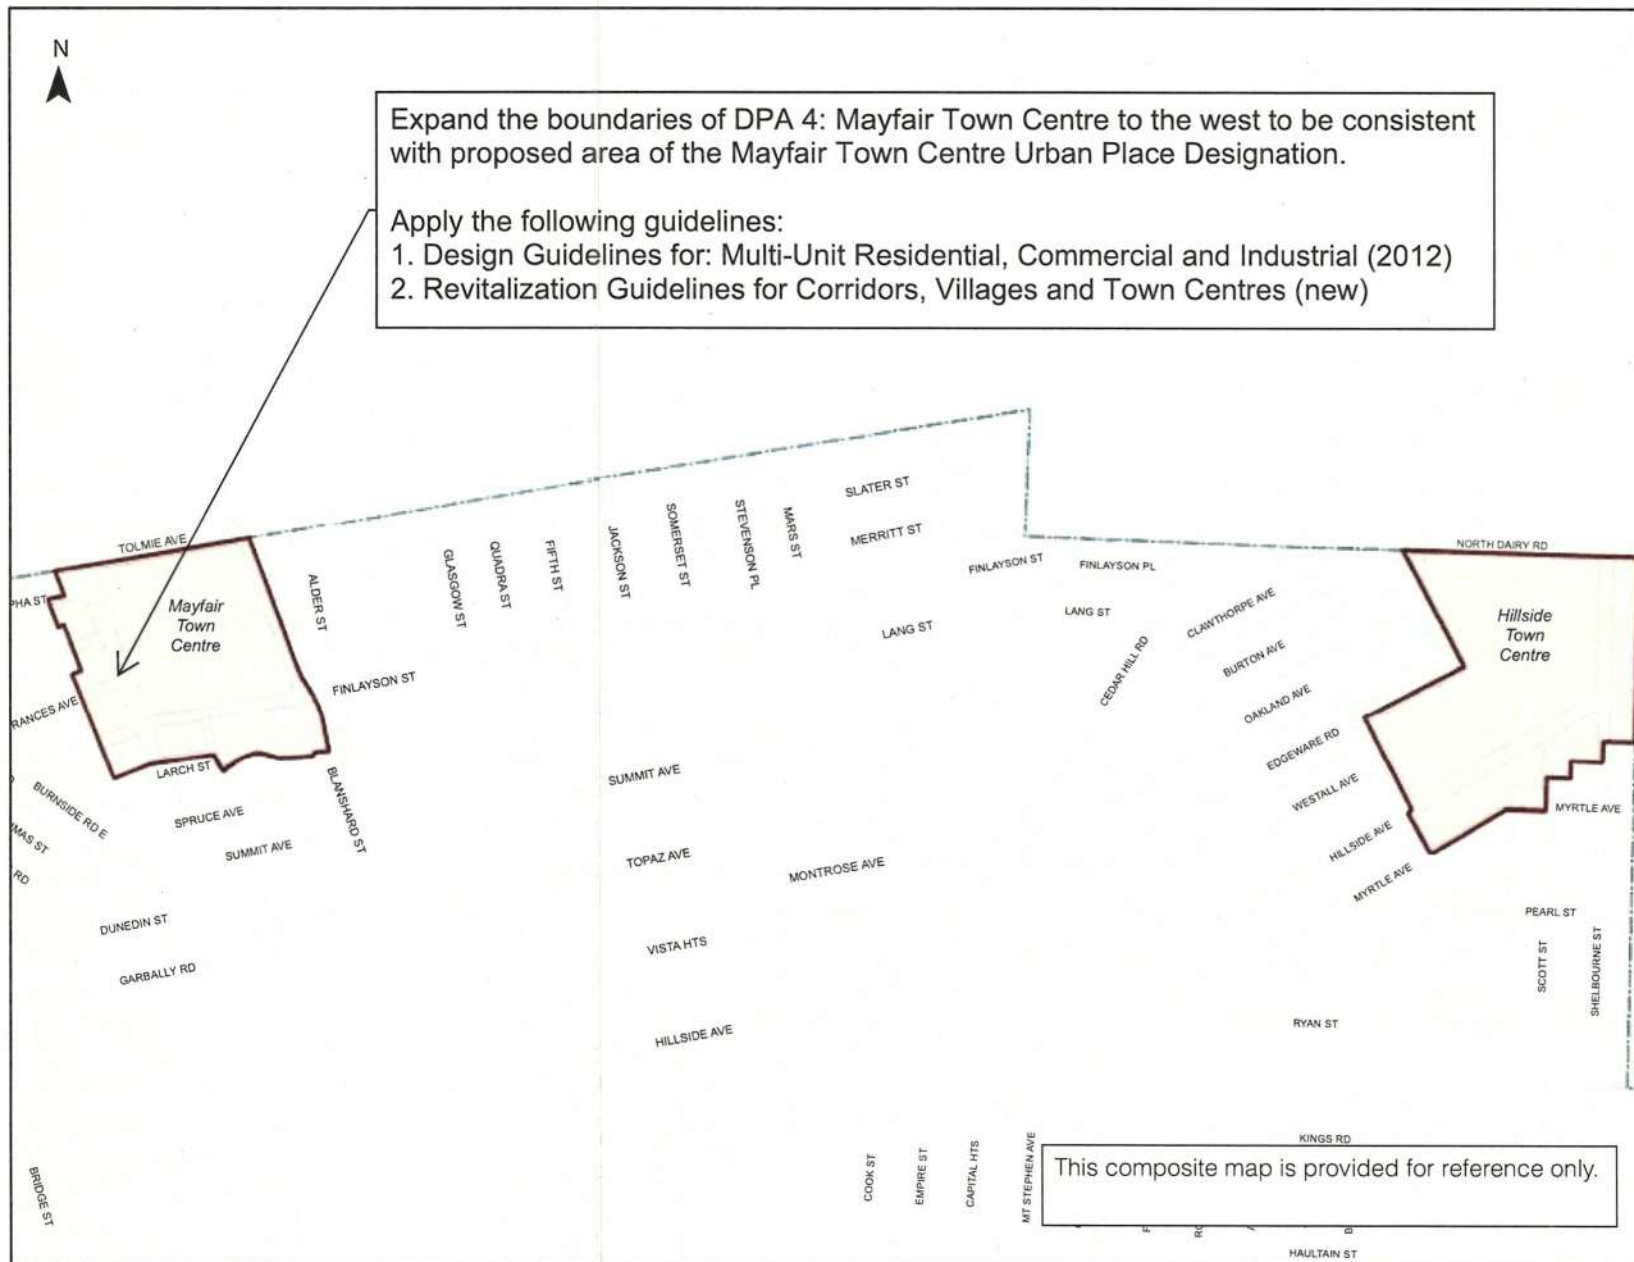 N
Expand the boundaries of DPA 4: Mayfair Town Centre to the west to be consistent
with proposed area of the Mayfair Town Centre Urban Place Designation.
Apply the following guidelines:
1. Design Guidelines for: Multi-Unit Residential, Commercial and Industrial (2012)
2. Revitalization Guidelines for Corridors, Villages and Town Centres (new)
SLATER ST
MERRITT ST
MARS ST
STEVENSON PL
SOMERSET ST
JACKSON ST
FIFTH ST
QUADRA ST
GLASGOW ST
TOLMIE AVE
NORTH DAIRY RD
FINLAYSON ST
FINLAYSON PL
PHA ST
Mayfair
Town
Centre
ALDER ST
LANG ST
LANG ST
CLAWTHORPE AVE
Hillside
Town
Centre
BURTON AVE
CEDAR HILL RD
FINLAYSON ST
OAKLAND AVE
RANCES AVE
EDGEWARE RD
LARCH ST
SUMMIT AVE
WESTALL AVE
BURNSIDE RD E
BLANSHARD ST
SPRUCE AVE
MYRTLE AVE
MAS ST
SUMMIT AVE
TOPAZ AVE
MONTROSE AVE
HILLSIDE AVE
MYRTLE AVE
RD
DUNEDIN ST
PEARL ST
VISTA HTS
GARBALLY RD
SCOTT ST
SHELBOURNE ST
HILLSIDE AVE
RYAN ST
KINGS RD
This composite map is provided for reference only.
BRIDGE ST
COOK ST
EMPIRE ST
CAPITAL HTS
MT STEPHEN AVE
HAULTAIN ST